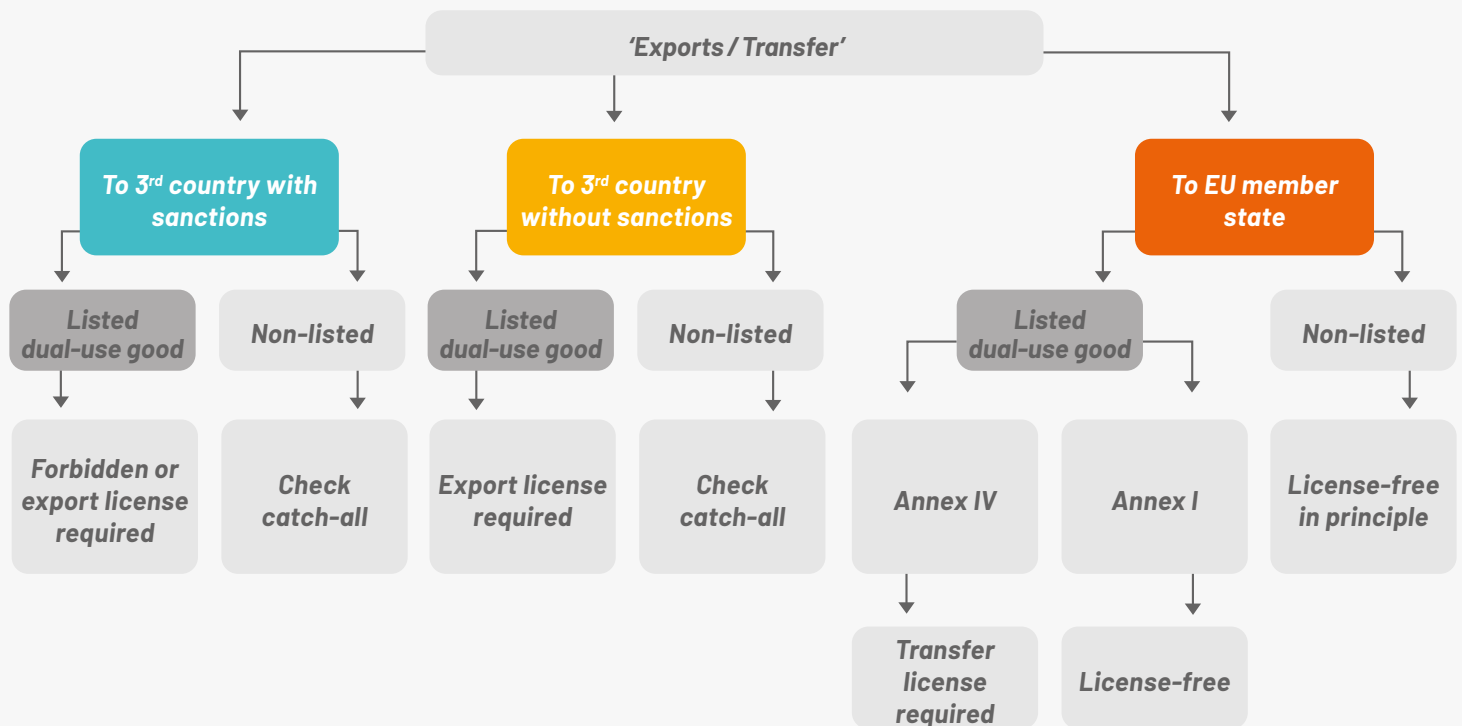 ‘Exports / Transfer’
To 3rd country with
sanctions
To 3rd country
without sanctions
To EU member
state
Listed
dual-use good
Non-listed
Listed
dual-use good
Non-listed
Listed
dual-use good
Non-listed
Forbidden or
export license
required
Check
catch-all
Export license
required
Check
catch-all
Annex IV
Annex I
License-free
in principle
Transfer
license
required
License-free